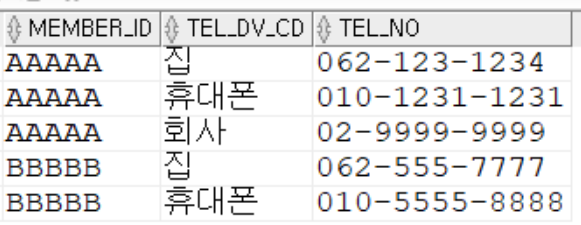 MEMBER_ID TEL_DV_CD TEL_NO
AAAAA 집 062-123-1234
AAAAA 휴대폰 010-1231-1231
AAAAA 회사 02-9999-9999
BBBBB 집 062-555-7777
BBBBB 휴대폰 010-5555-8888